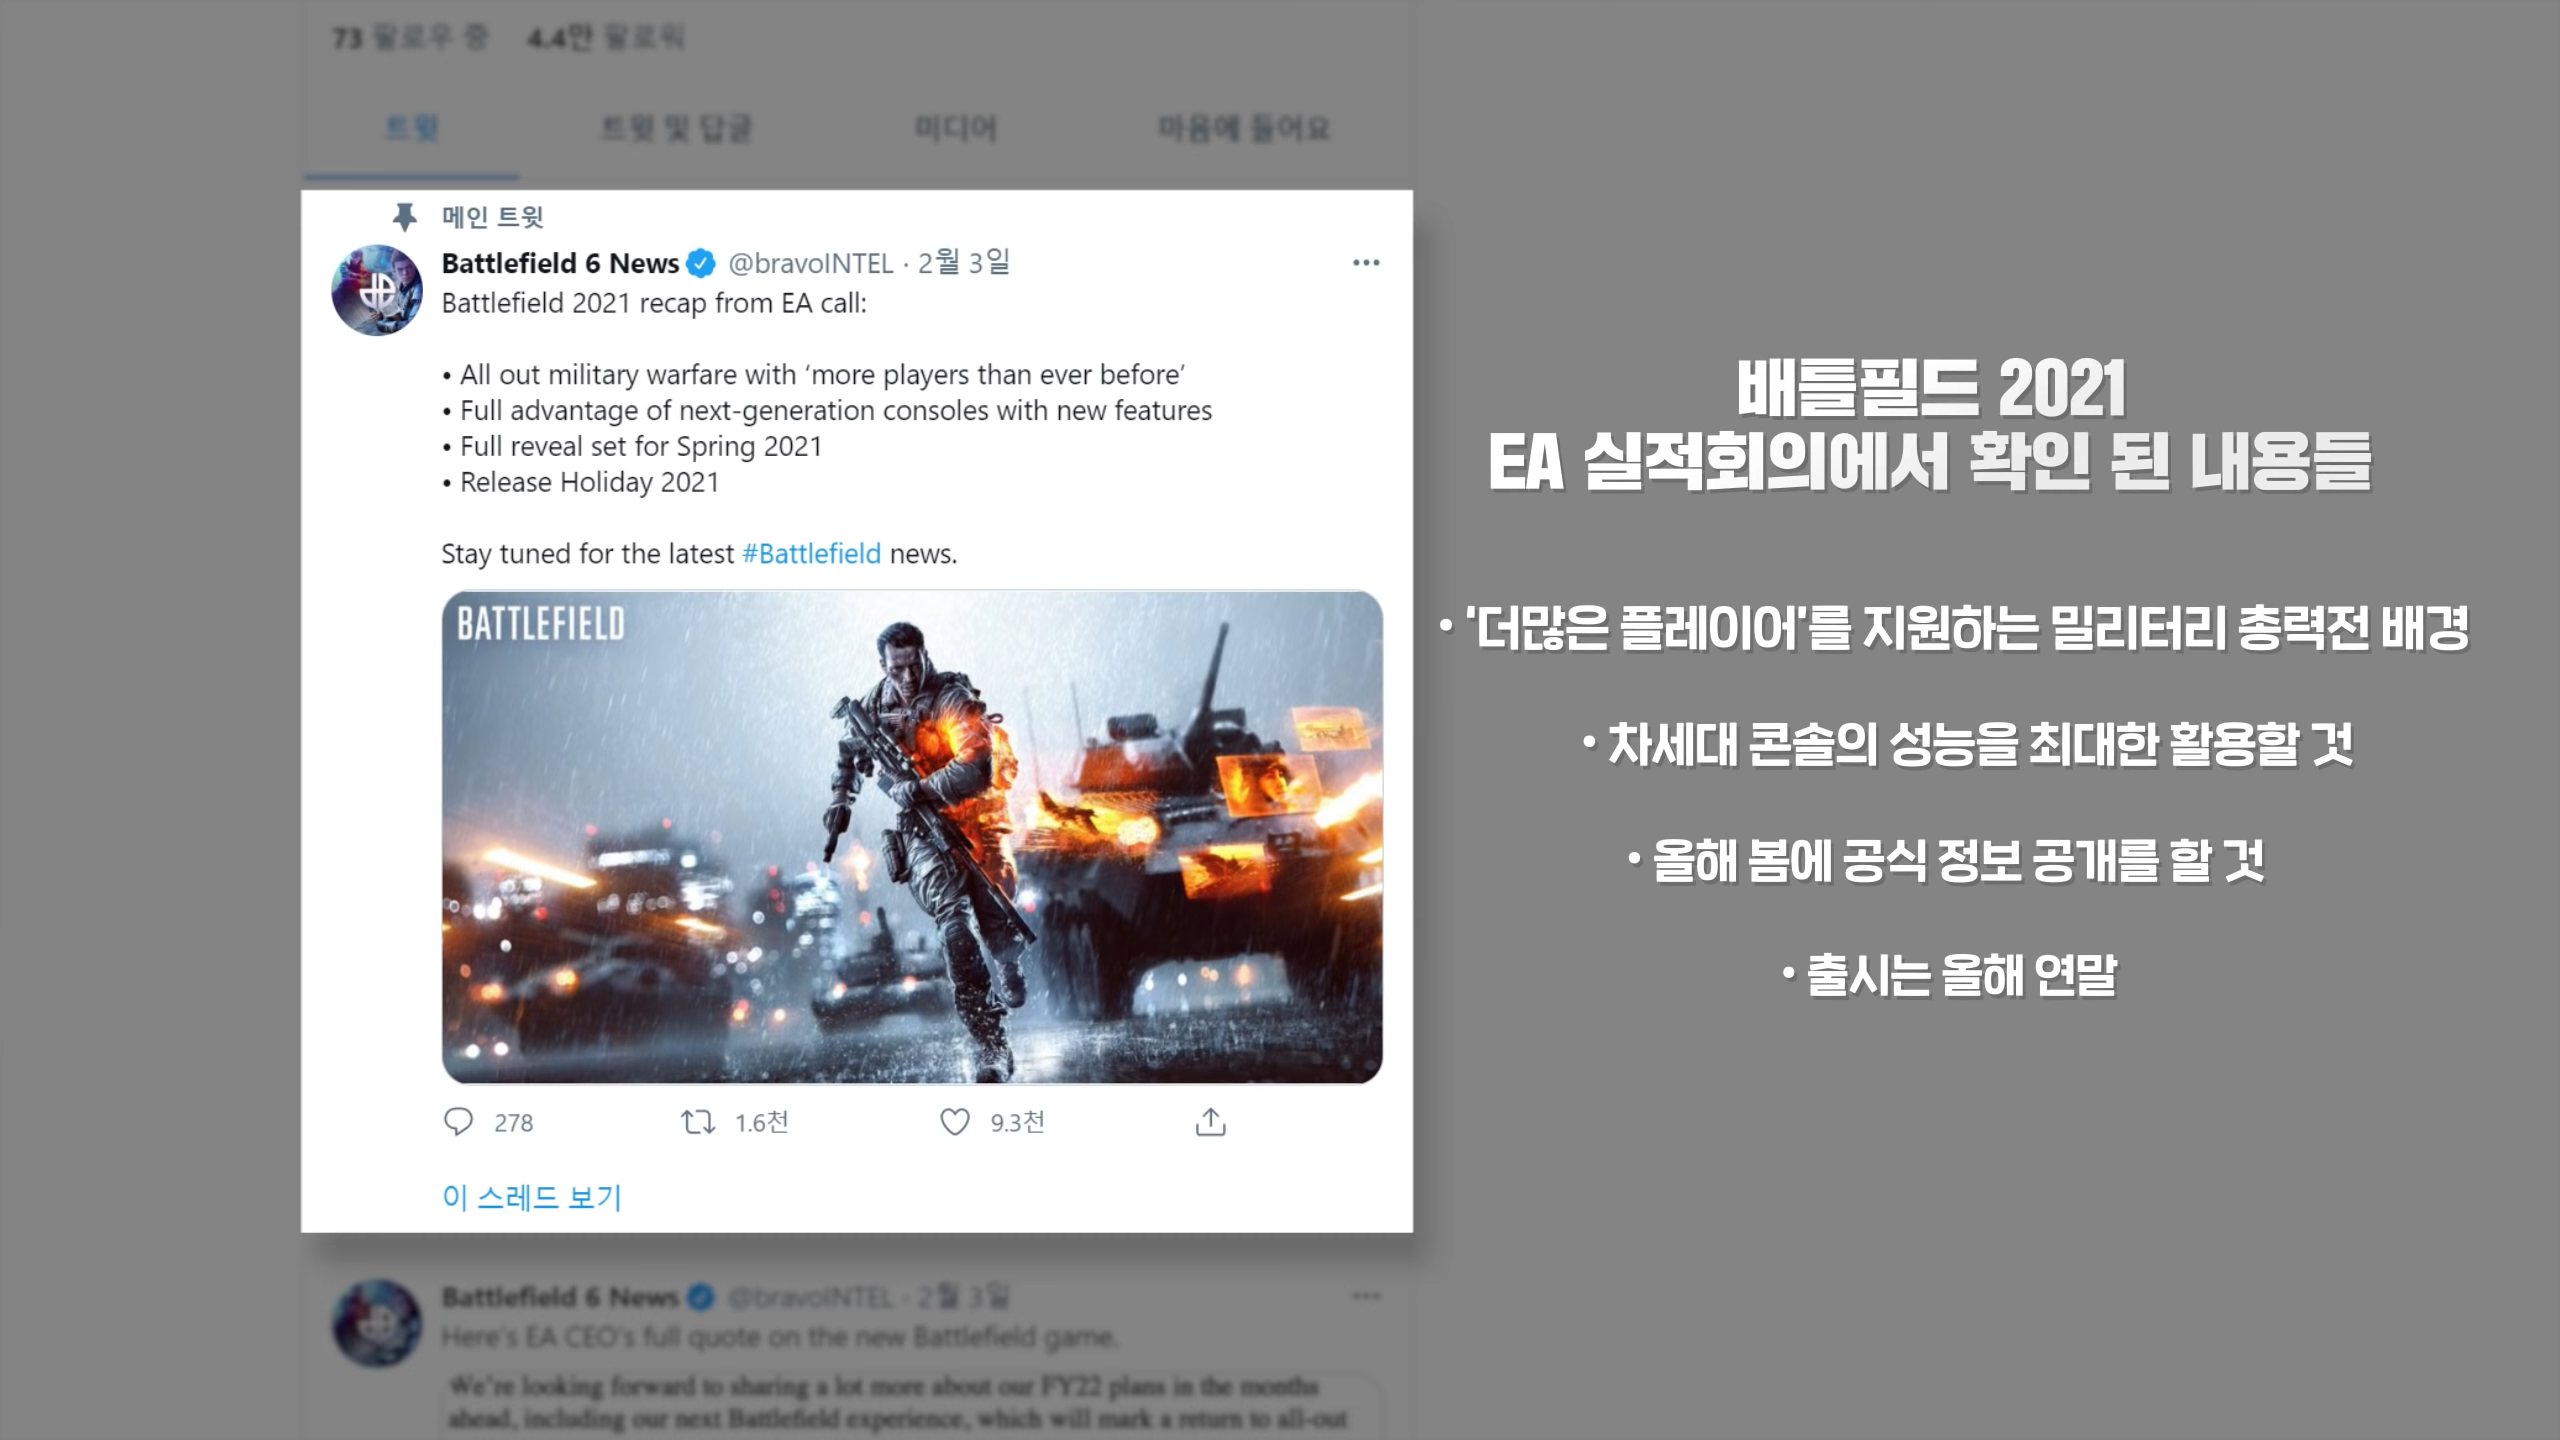 73 팔로우 중 4.4만 팔로워
트윗 트윗 및 답글 미디어 마음에 들어요
메인 트윗
Battlefield 6 News @bravoINTEL · 2월 3일
Battlefield 2021 recap from EA call:
• All out military warfare with ‘more players than ever before’
• Full advantage of next-generation consoles with new features
• Full reveal set for Spring 2021
• Release Holiday 2021
Stay tuned for the latest #Battlefield news.
BATTLEFIELD
278 1.6천 9.3천
이 스레드 보기
Battlefield 6 News @bravoINTEL · 2월 3일
Here's EA CEO's full quote on the new Battlefield game.
We're looking forward to sharing a lot more about our FY22 plans in the months
ahead, including our next Battlefield experience, which will mark a return to all-out
배틀필드 2021
EA 실적회의에서 확인 된 내용들
• ‘더많은 플레이어’를 지원하는 밀리터리 총력전 배경
• 차세대 콘솔의 성능을 최대한 활용할 것
• 올해 봄에 공식 정보 공개를 할 것
• 출시는 올해 연말